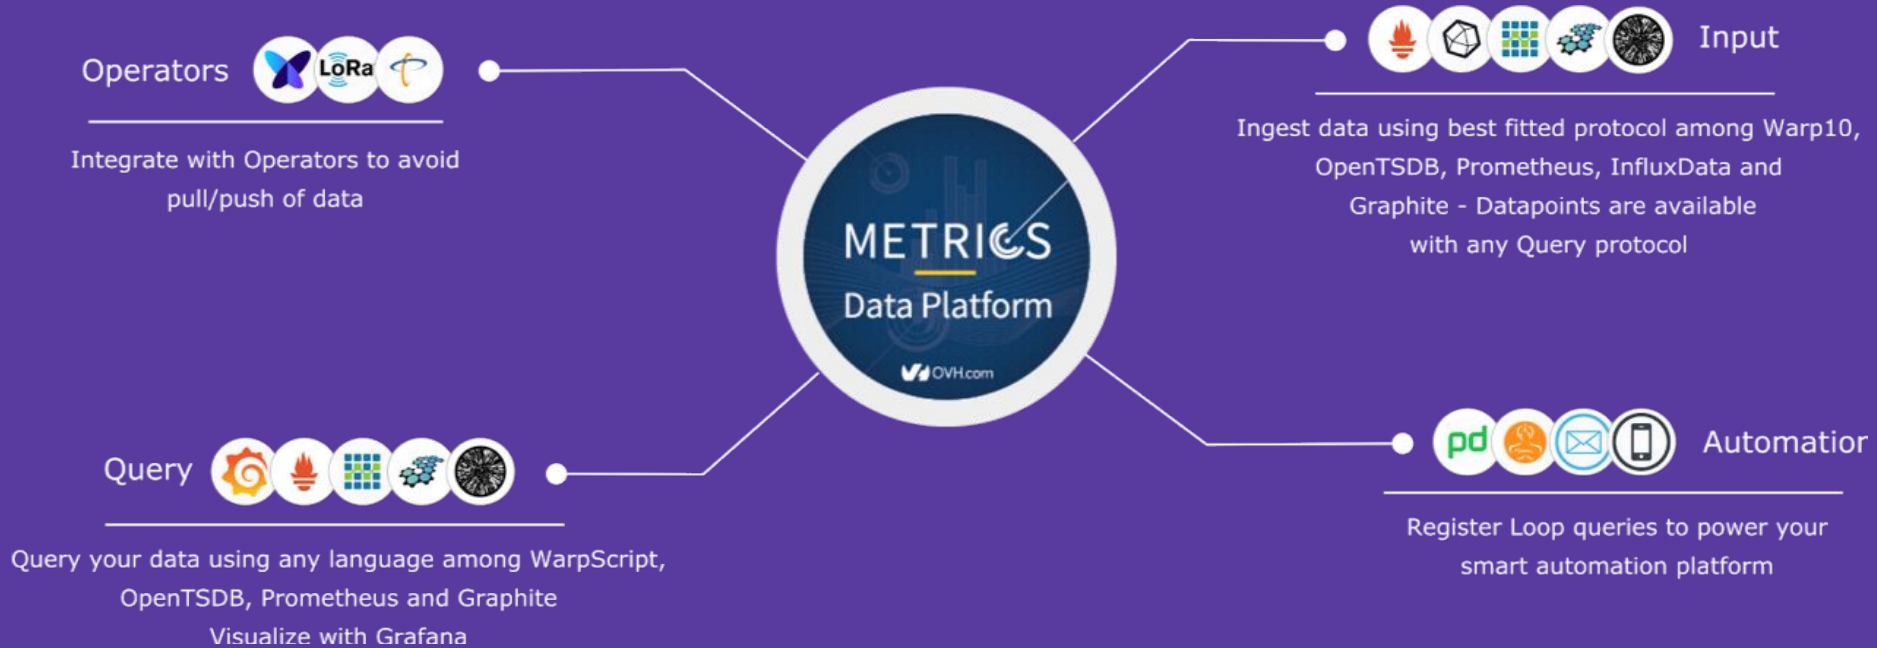 Operators
LoRa
Integrate with Operators to avoid
pull/push of data
Input
Ingest data using best fitted protocol among Warp10,
OpenTSDB, Prometheus, InfluxData and
Graphite - Datapoints are available
with any Query protocol
METRICS
Data Platform
OVH.com
Query
Query your data using any language among WarpScript,
OpenTSDB, Prometheus and Graphite
Visualize with Grafana
pd
Automation
Register Loop queries to power your
smart automation platform